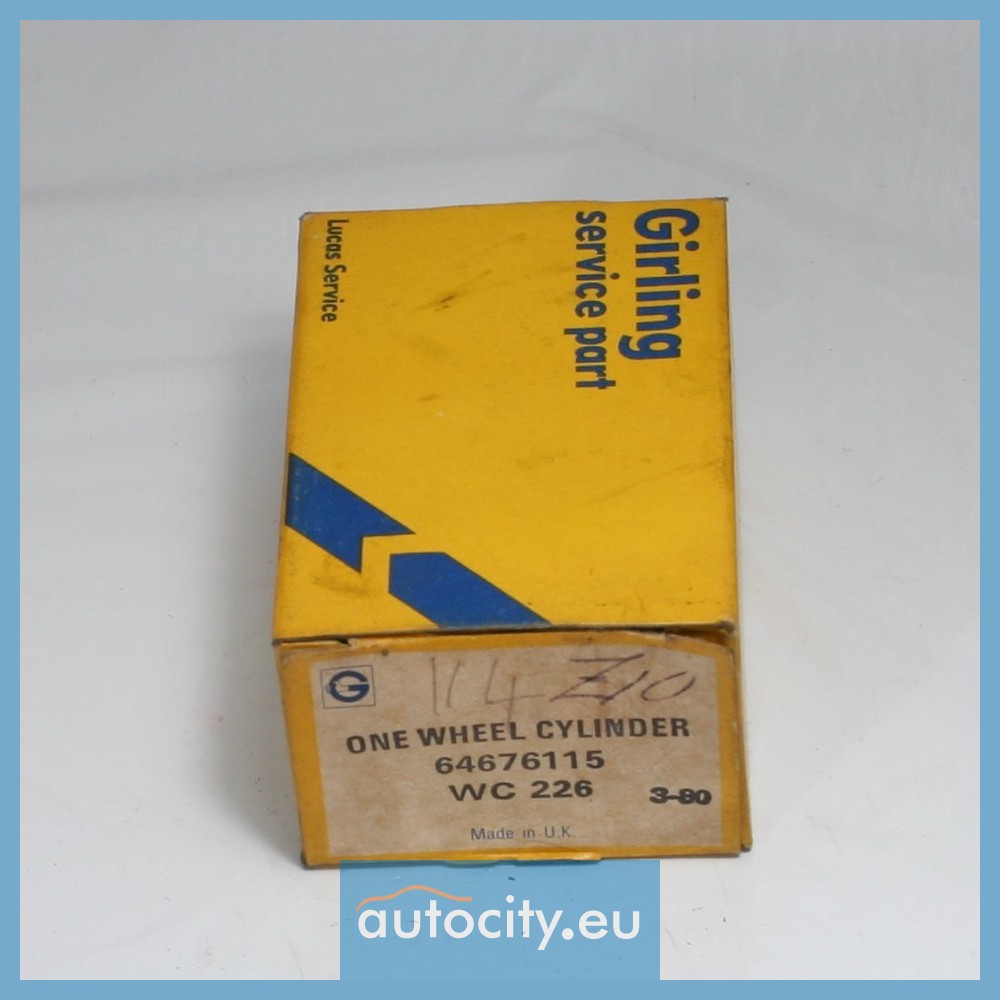 Girling
service part
Lucas Service
G
114 Z10
ONE WHEEL CYLINDER
64676115
WC 226
3-80
Made in U.K.
autocity.eu